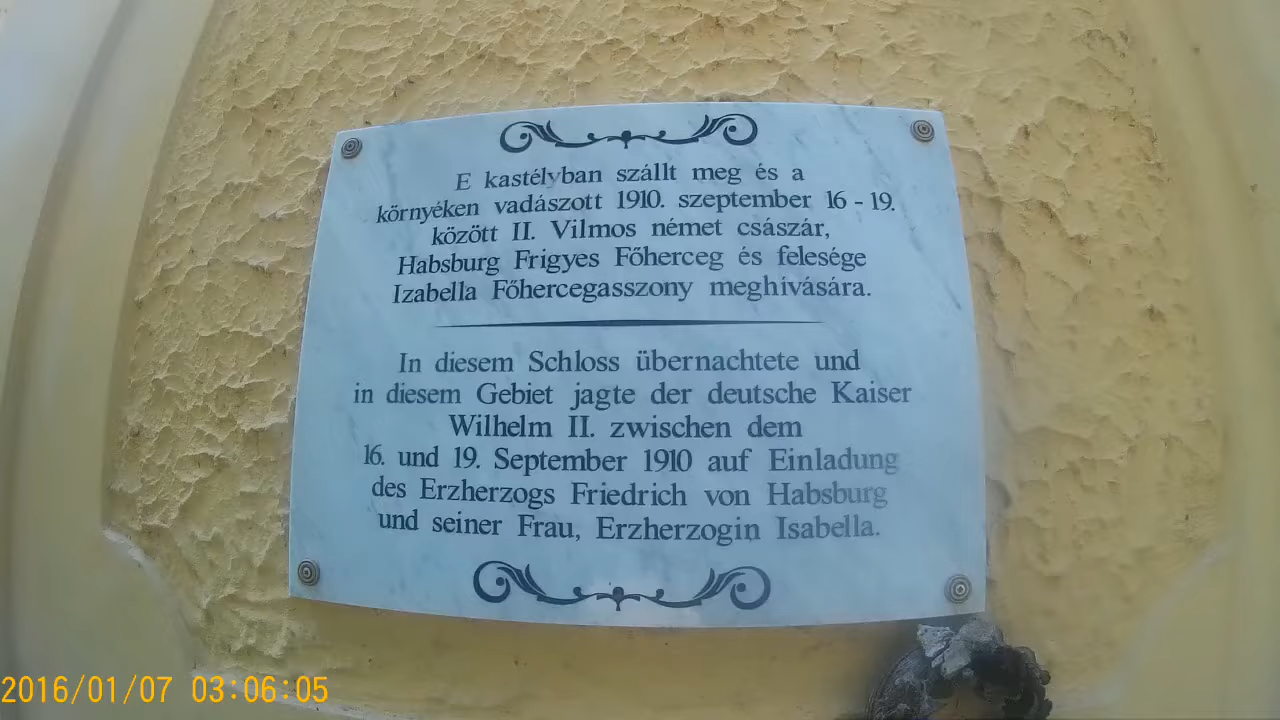 E kastélyban szállt meg és a
környéken vadászott 1910. szeptember 16 - 19.
között II. Vilmos német császár,
Habsburg Frigyes Főherceg és felesége
Izabella Főhercegasszony meghívására.
In diesem Schloss übernachtete und
in diesem Gebiet jagte der deutsche Kaiser
Wilhelm II. zwischen dem
16. und 19. September 1910 auf Einladung
des Erzherzogs Friedrich von Habsburg
und seiner Frau, Erzherzogin Isabella.
2016/01/07 03:06:05